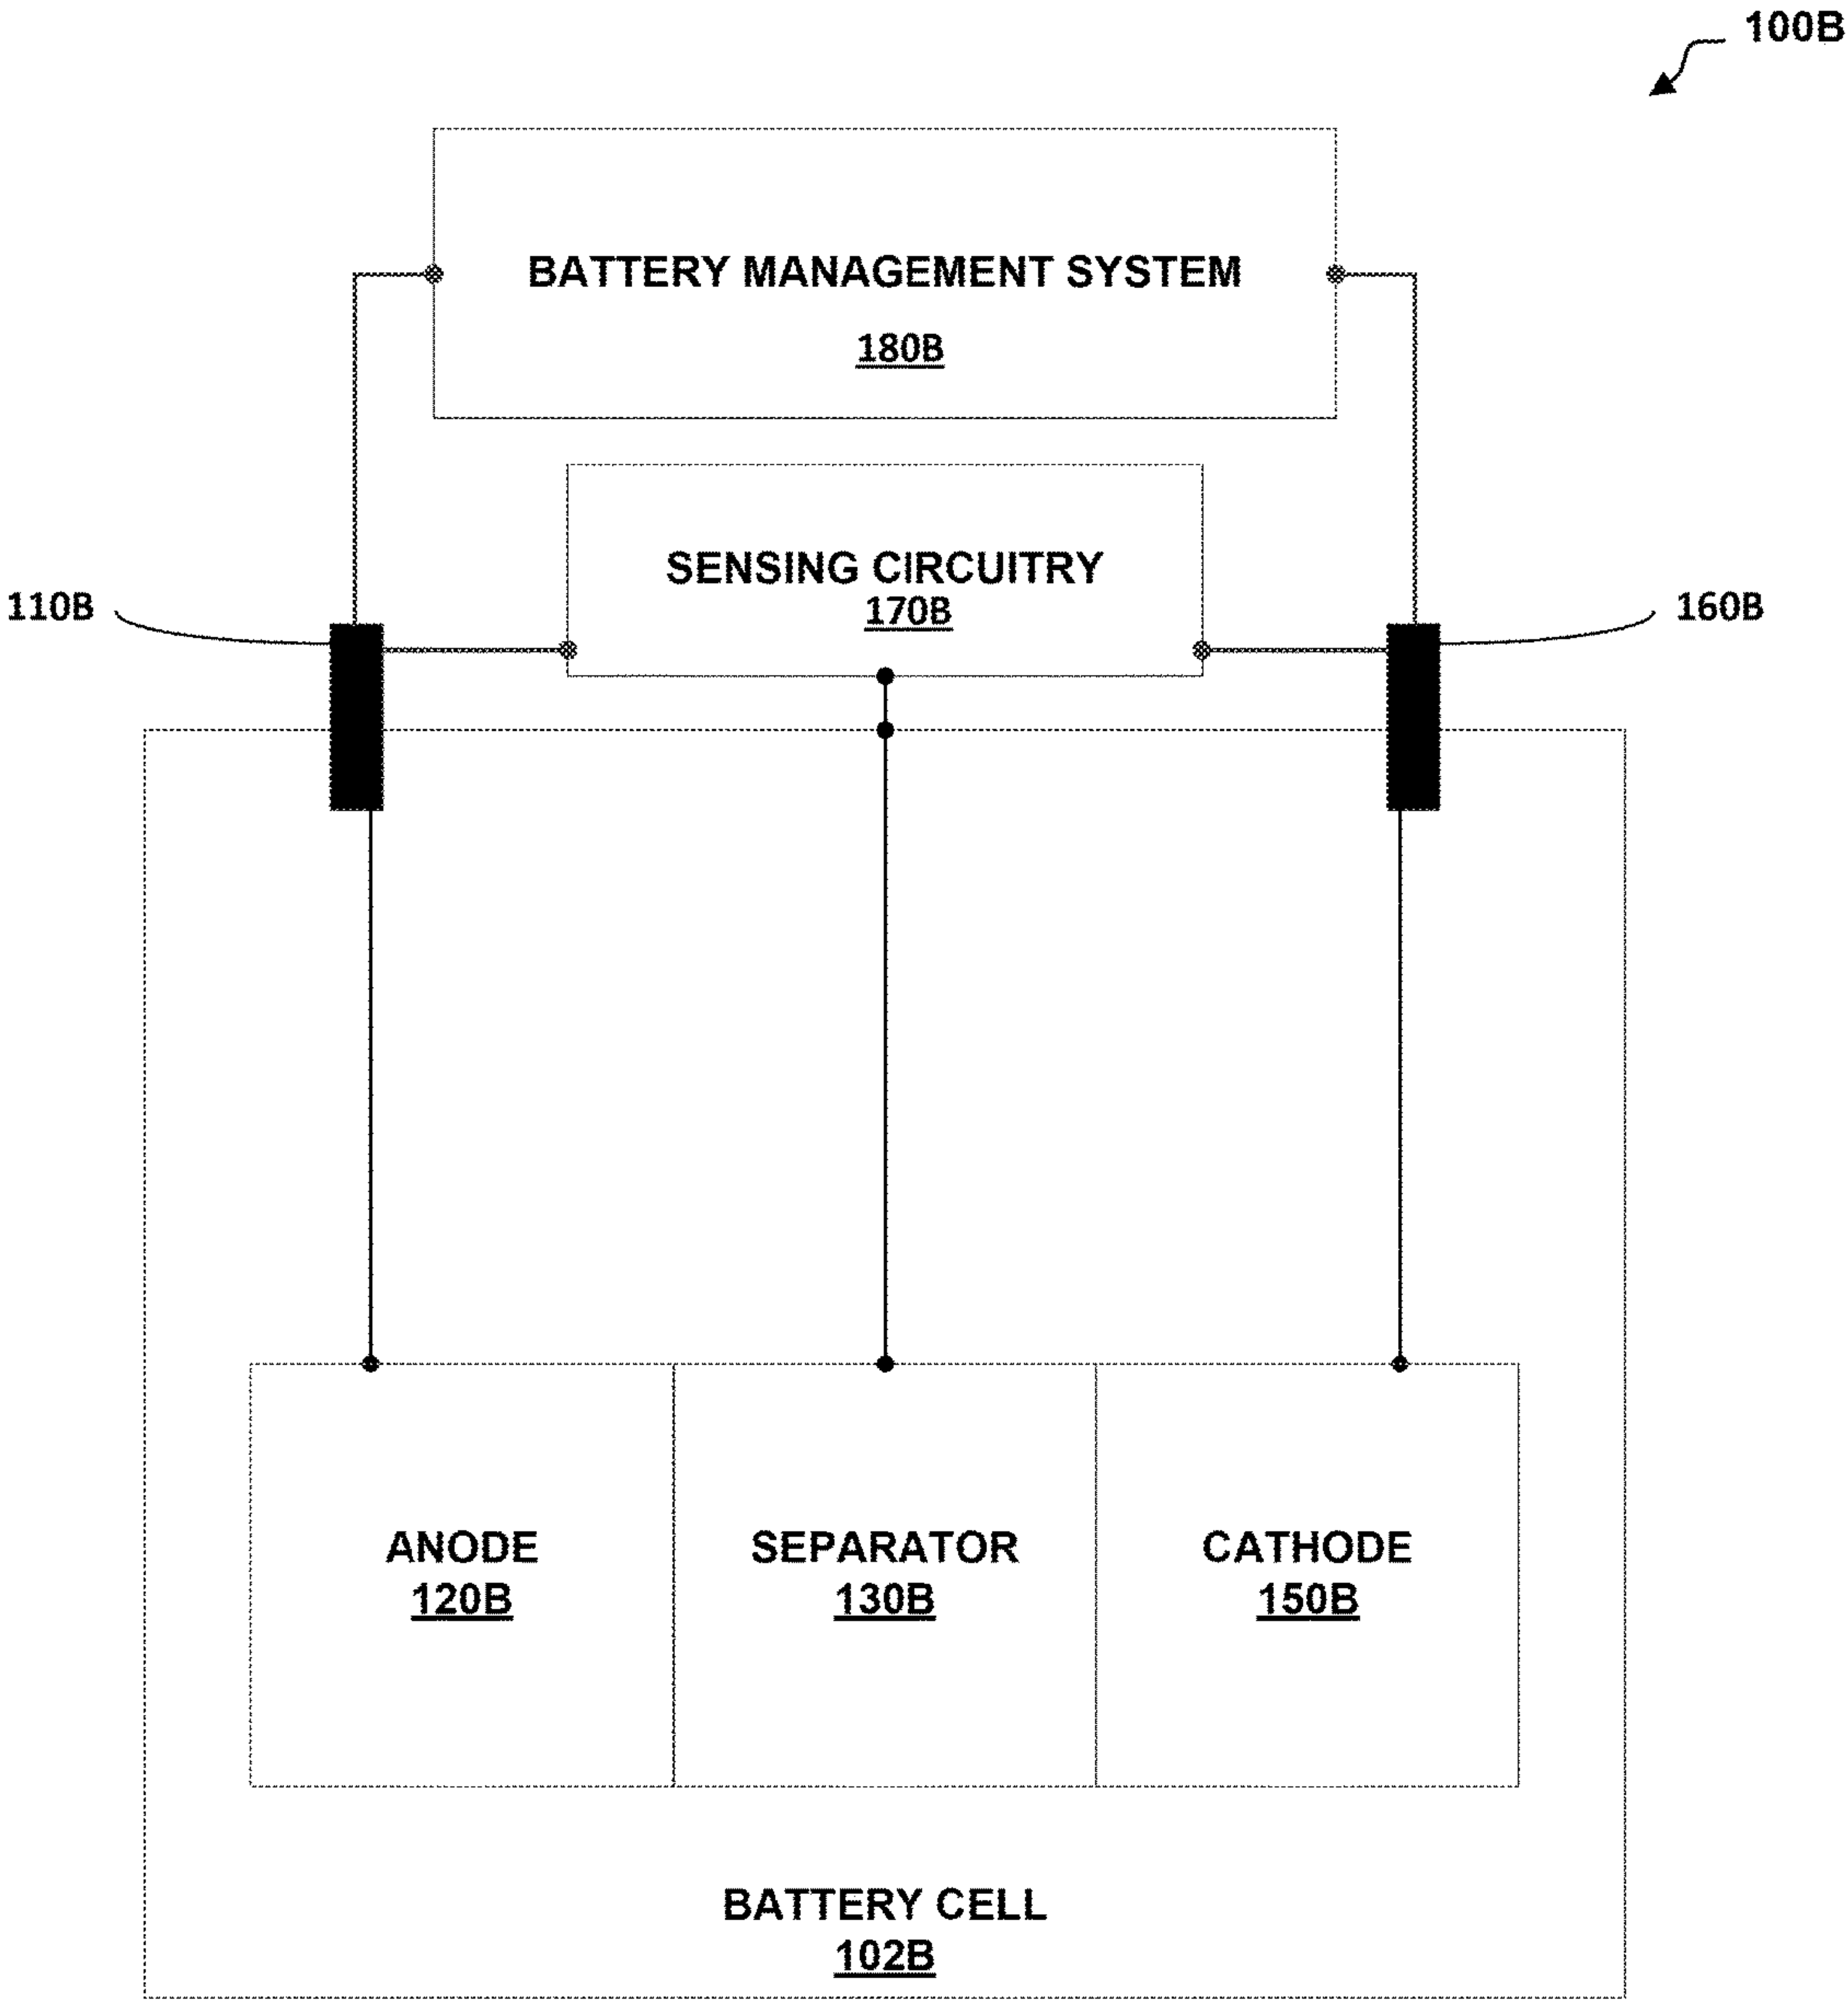 100B
BATTERY MANAGEMENT SYSTEM
180B
SENSING CIRCUITRY
170B
110B
160B
ANODE
120B
SEPARATOR
130B
CATHODE
150B
BATTERY CELL
102B